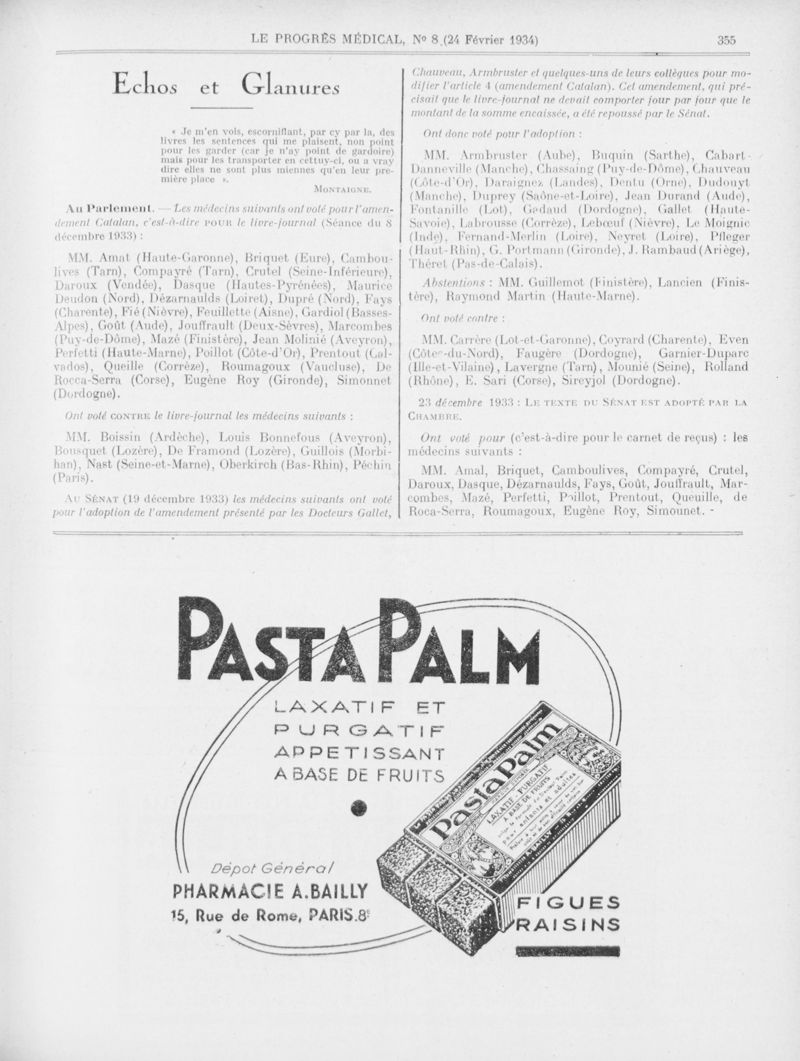 LE PROGRÈS MÉDICAL, Nº 8 (24 Février 1934) 355
Echos et Glanures
« Je m'en vois, escorniflant, par cy par la, des
livres les sentences qui me plaisent, non point
pour les garder (car je n'ay point de gardoire)
mais pour les transporter en cettuy-ci, ou a vray
dire elles ne sont plus miennes qu'en leur pre-
mière place ».
MONTAIGNE.
Au Parlement. — Les médecins suivants ont voté pour l'amen-
dement Catalan, c'est-à-dire POUR le livre-journal (Séance du 8
décembre 1933) :
MM. Amat (Haute-Garonne), Briquet (Eure), Cambou-
lives (Tarn), Compayré (Tarn), Crutel (Seine-Inférieure),
Daroux (Vendée), Dasque (Hautes-Pyrénées), Maurice
Deudon (Nord), Dézarnaulds (Loiret), Dupré (Nord), Fays
(Charente), Fié (Nièvre), Feuillette (Aisne), Gardiol (Basses-
Alpes), Goût (Aude), Jouffrault (Deux-Sèvres), Marcombes
(Puy-de-Dôme), Mazé (Finistère), Jean Molinié (Aveyron),
Perfetti (Haute-Marne), Poillot (Côte-d'Or), Prentout (Cal-
vados), Queille (Corrèze), Roumagoux (Vaucluse), De
Rocca-Serra (Corse), Eugène Roy (Gironde), Simonnet
(Dordogne).
Ont voté CONTRE le livre-journal les médecins suivants :
MM. Boissin (Ardèche), Louis Bonnefous (Aveyron),
Bousquet (Lozère), De Framond (Lozère), Guillois (Morbi-
han), Nast (Seine-et-Marne), Oberkirch (Bas-Rhin), Péchin
(Paris).
AU SÉNAT (19 décembre 1933) les médecins suivants ont voté
pour l'adoption de l'amendement présenté par les Docteurs Gallet,
Chauveau, Armbruster et quelques-uns de leurs collègues pour mo-
difier l'article 4 (amendement Catalan). Cet amendement, qui pré-
cisait que le livre-journal ne devait comporter jour par jour que le
montant de la somme encaissée, a été repoussé par le Sénat.
Ont donc voté pour l'adoption :
MM. Armbruster (Aube), Buquin (Sarthe), Cabart-
Danneville (Manche), Chassaing (Puy-de-Dôme), Chauveau
(Côte-d'Or), Daraignez (Landes), Dentu (Orne), Dudouyt
(Manche), Duprey (Saône-et-Loire), Jean Durand (Aude),
Fontanille (Lot), Gadaud (Dordogne), Gallet (Haute-
Savoie), Labrousse (Corrèze), Lebœuf (Nièvre), Le Moignic
(Inde), Fernand-Merlin (Loire), Neyret (Loire), Pfleger
(Haut-Rhin), G. Portmann (Gironde), J. Rambaud (Ariège),
Théret (Pas-de-Calais).
Abstentions : MM. Guillemot (Finistère), Lancien (Finis-
tère), Raymond Martin (Haute-Marne).
Ont voté contre :
MM. Carrère (Lot-et-Garonne), Coyrard (Charente), Even
(Côtes-du-Nord), Faugère (Dordogne), Garnier-Duparc
(Ille-et-Vilaine), Lavergne (Tarn), Mounié (Seine), Rolland
(Rhône), E. Sari (Corse), Sireyjol (Dordogne).
23 décembre 1933 : LE TEXTE DU SÉNAT EST ADOPTÉ PAR LA
CHAMBRE.
Ont voté pour (c'est-à-dire pour le carnet de reçus) : les
médecins suivants :
MM. Amal, Briquet, Camboulives, Compayré, Crutel,
Daroux, Dasque, Dézarnaulds, Fays, Goût, Jouffrault, Mar-
combes, Mazé, Perfetti, Poillot, Prentout, Queuille, de
Roca-Serra, Roumagoux, Eugène Roy, Simounet. -
PASTA PALM
LAXATIF ET
PURGATIF
APPETISSANT
A BASE DE FRUITS
Pasta Palm
LAXATIF PURGATIF
A BASE DE FRUITS
pour enfants et adultes
Dépot Général
PHARMACIE A. BAILLY
15, Rue de Rome, PARIS.8e
FIGUES
RAISINS